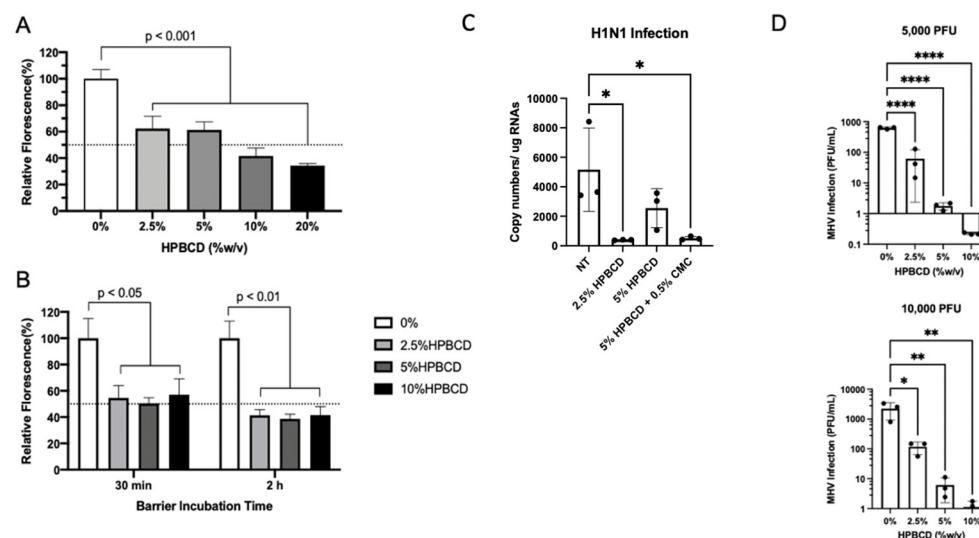 A
p < 0.001
Relative Florescence(%)
120
100
80
60
40
20
0
0% 2.5% 5% 10% 20%
HPBCD (%w/v)
B
p < 0.05 p < 0.01
Relative Florescence(%)
120
100
80
60
40
20
0
30 min 2 h
Barrier Incubation Time
0%
2.5%HPBCD
5%HPBCD
10%HPBCD
C
H1N1 Infection
*
*
Copy numbers/ ug RNAs
10000
8000
6000
4000
2000
0
NT
2.5% HPBCD
5% HPBCD
5% HPBCD + 0.5% CMC
D
5,000 PFU
****
****
****
MHV Infection (PFU/mL)
1000
100
10
1
0.1
0% 2.5% 5% 10%
HPBCD (%w/v)
10,000 PFU
**
**
*
MHV Infection (PFU/mL)
10000
1000
100
10
1
0% 2.5% 5% 10%
HPBCD (%w/v)